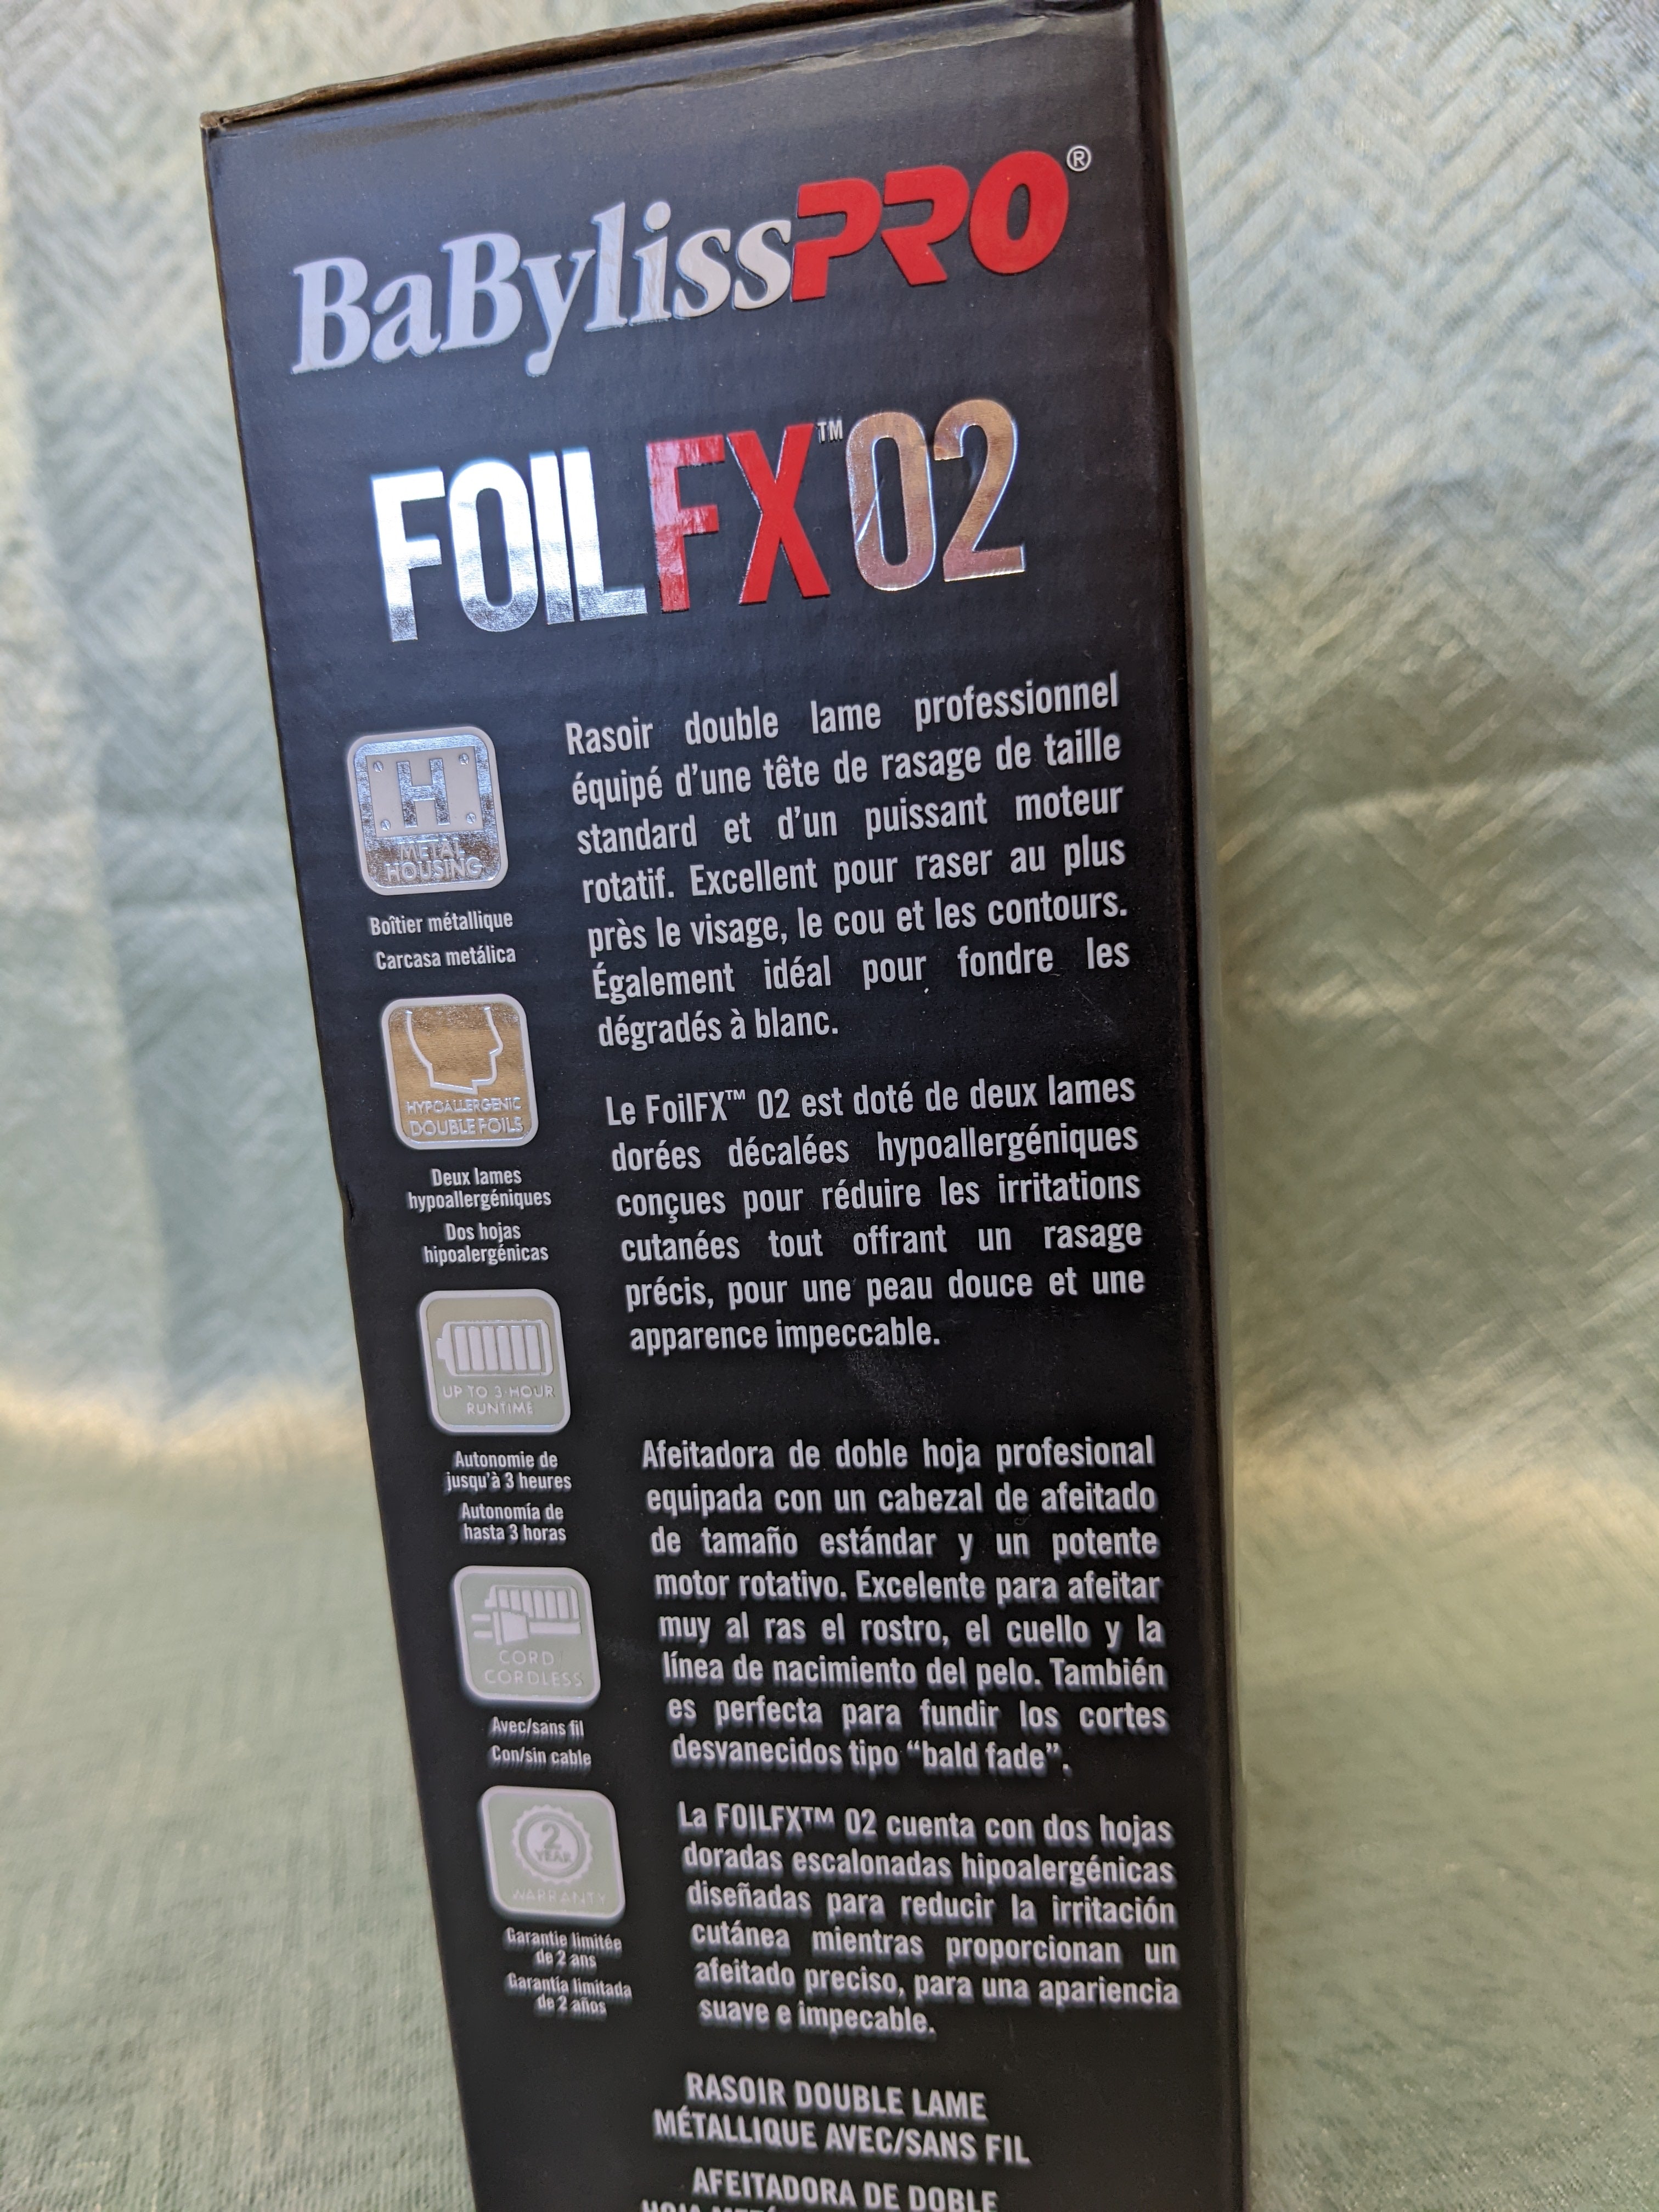 BaBylissPRO®
FOILFX™02
METAL
HOUSING
Boîtier métallique
Carcasa metálica
HYPOALLERGENIC
DOUBLE FOILS
Deux lames
hypoallergéniques
Dos hojas
hipoalergénicas
UP TO 3-HOUR
RUNTIME
Autonomie de
jusqu'à 3 heures
Autonomía de
hasta 3 horas
CORD
CORDLESS
Avec/sans fil
Con/sin cable
2
YEAR
WARRANTY
Garantie limitée
de 2 ans
Garantía limitada
de 2 años
Rasoir double lame professionnel
équipé d'une tête de rasage de taille
standard et d'un puissant moteur
rotatif. Excellent pour raser au plus
près le visage, le cou et les contours.
Également idéal pour fondre les
dégradés à blanc.
Le FoilFX™ 02 est doté de deux lames
dorées décalées hypoallergéniques
conçues pour réduire les irritations
cutanées tout offrant un rasage
précis, pour une peau douce et une
apparence impeccable.
Afeitadora de doble hoja profesional
equipada con un cabezal de afeitado
de tamaño estándar y un potente
motor rotativo. Excelente para afeitar
muy al ras el rostro, el cuello y la
línea de nacimiento del pelo. También
es perfecta para fundir los cortes
desvanecidos tipo “bald fade”.
La FOILFX™ 02 cuenta con dos hojas
doradas escalonadas hipoalergénicas
diseñadas para reducir la irritación
cutánea mientras proporcionan un
afeitado preciso, para una apariencia
suave e impecable.
RASOIR DOUBLE LAME
MÉTALLIQUE AVEC/SANS FIL
AFEITADORA DE DOBLE